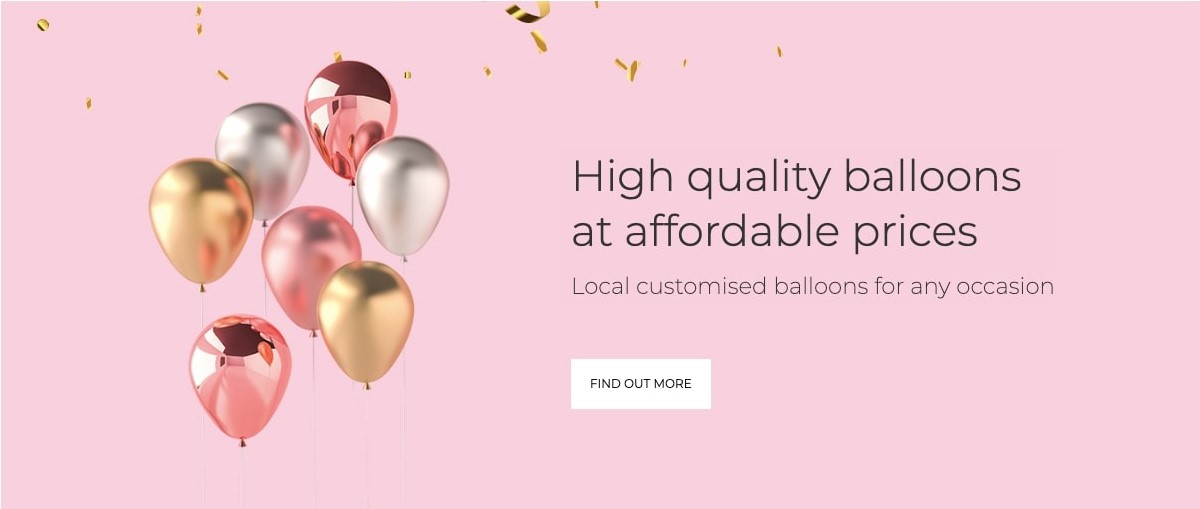 High quality balloons
at affordable prices
Local customised balloons for any occasion
FIND OUT MORE